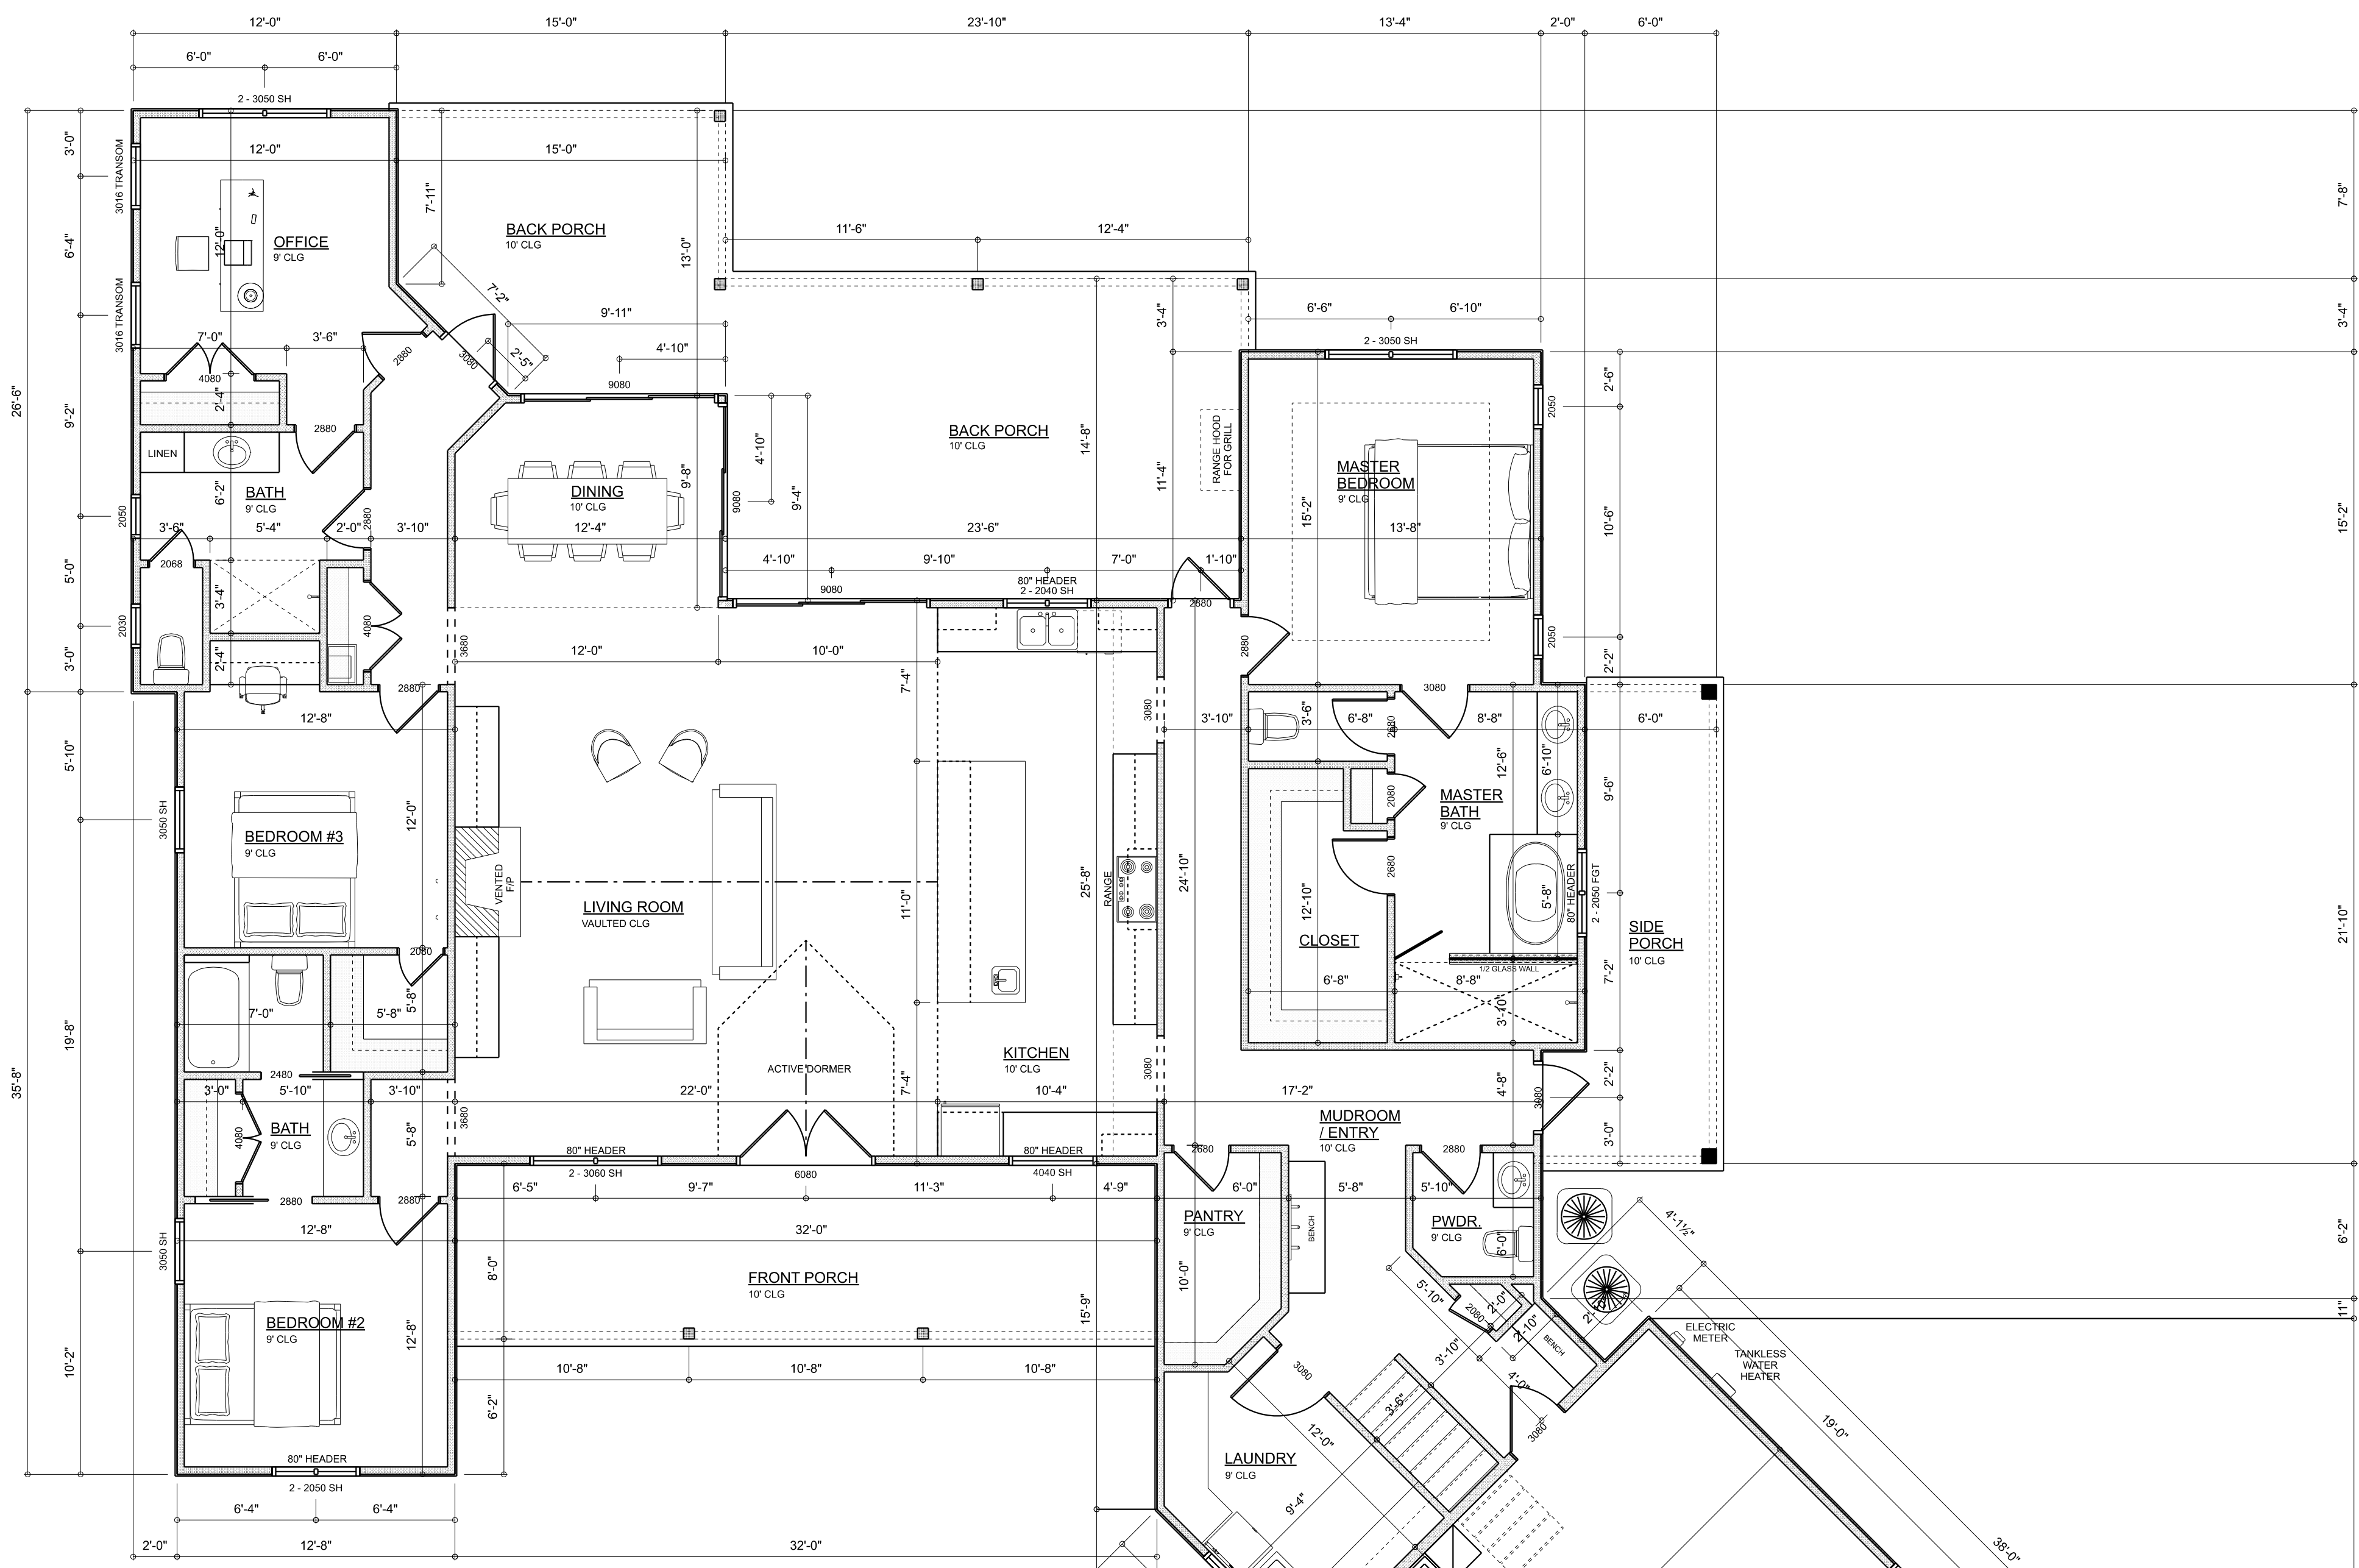 12'-0"
15'-0"
23'-10"
13'-4"
2'-0"
6'-0"
6'-0"
6'-0"
2 - 3050 SH
3'-0"
3016 TRANSOM
12'-0"
15'-0"
7'-11"
7'-8"
6'-4"
12'-0"
OFFICE
9' CLG
BACK PORCH
10' CLG
13'-0"
11'-6"
12'-4"
3016 TRANSOM
7'-2"
9'-11"
3'-4"
6'-6"
6'-10"
3'-4"
7'-0"
3'-6"
2880
3080
2'-5"
4'-10"
2 - 3050 SH
4080
9080
2'-4"
2'-6"
26'-6"
9'-2"
2880
4'-10"
BACK PORCH
10' CLG
14'-8"
RANGE HOOD
FOR GRILL
2050
LINEN
6'-2"
BATH
9' CLG
DINING
10' CLG
9'-8"
9080
9'-4"
11'-4"
MASTER
BEDROOM
9' CLG
15'-2"
10'-6"
15'-2"
2050
3'-6"
5'-4"
2'-0"
2880
3'-10"
12'-4"
23'-6"
13'-8"
5'-0"
2068
3'-4"
4'-10"
9'-10"
7'-0"
1'-10"
9080
80" HEADER
2 - 2040 SH
2880
2030
4080
3680
2880
2050
3'-0"
2'-4"
12'-0"
10'-0"
7'-4"
2'-2"
2880
3080
12'-8"
3080
3'-10"
3'-6"
6'-8"
2680
8'-8"
6'-0"
5'-10"
12'-6"
6'-10"
3050 SH
12'-0"
BEDROOM #3
9' CLG
2080
MASTER
BATH
9' CLG
9'-6"
VENTED
F/P
LIVING ROOM
VAULTED CLG
11'-0"
25'-8"
RANGE
24'-10"
12'-10"
2680
5'-8"
80" HEADER
2 - 2050 FGT
CLOSET
SIDE
PORCH
10' CLG
21'-10"
2080
1/2 GLASS WALL
7'-2"
5'-8"
6'-8"
8'-8"
3'-10"
7'-0"
5'-8"
19'-8"
35'-8"
KITCHEN
10' CLG
ACTIVE DORMER
2480
7'-4"
3080
4'-8"
2'-2"
3'-0"
5'-10"
3'-10"
22'-0"
10'-4"
17'-2"
3080
3680
MUDROOM
/ ENTRY
10' CLG
BATH
9' CLG
4080
5'-8"
3'-0"
80" HEADER
80" HEADER
2 - 3060 SH
6080
4040 SH
2680
2880
6'-5"
9'-7"
11'-3"
4'-9"
6'-0"
5'-8"
5'-10"
2880
2880
PANTRY
9' CLG
BENCH
PWDR.
9' CLG
6'-0"
4'-1½"
6'-2"
3050 SH
12'-8"
32'-0"
8'-0"
FRONT PORCH
10' CLG
10'-0"
5'-10"
2080
2'-0"
11"
15'-9"
BEDROOM #2
9' CLG
12'-8"
2'-10"
BENCH
ELECTRIC
METER
TANKLESS
WATER
HEATER
10'-2"
10'-8"
10'-8"
10'-8"
3'-10"
3080
4'-0"
6'-2"
3'-6"
12'-0"
3080
19'-0"
LAUNDRY
9' CLG
80" HEADER
2 - 2050 SH
9'-4"
6'-4"
6'-4"
2'-0"
12'-8"
32'-0"
38'-0"